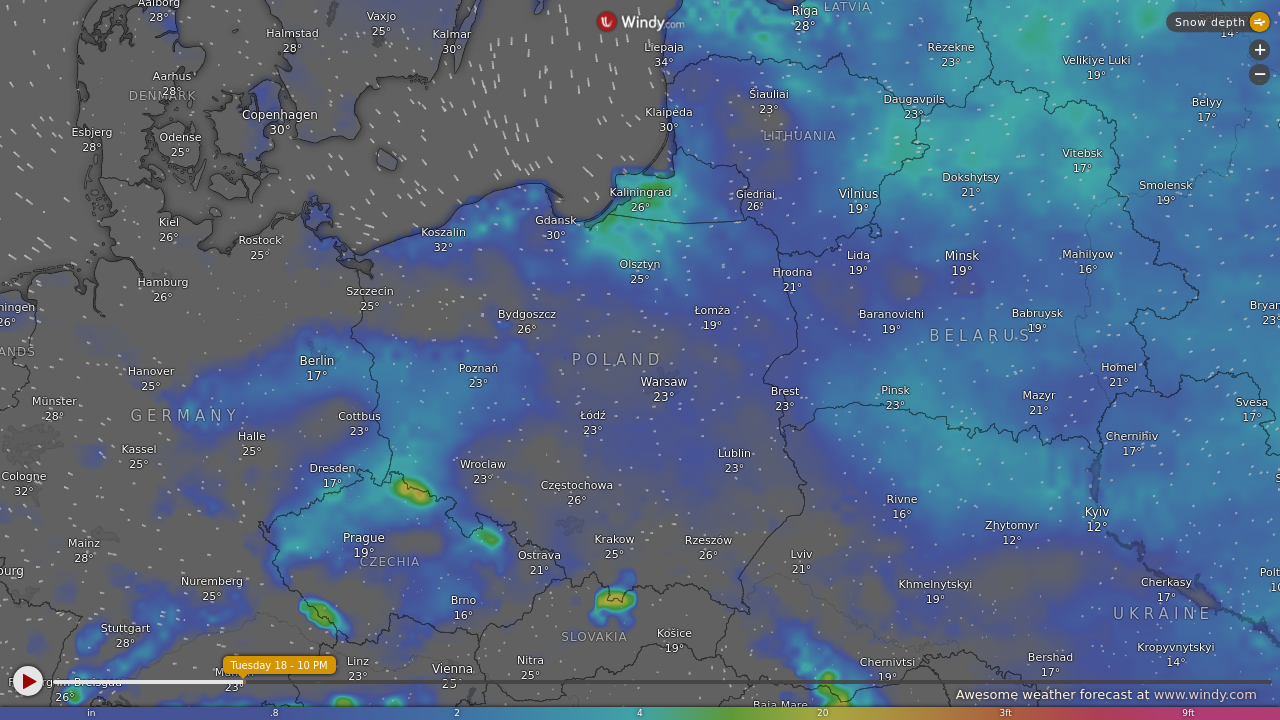 Aalborg
28°
Vaxjo
25°
Halmstad
28°
Kalmar
30°
Windy.com
Riga
28°
LATVIA
Snow depth
14°
Liepaja
34°
Rēzekne
23°
Velikiye Luki
19°
Aarhus
28°
DENMARK
Šiauliai
23°
Daugavpils
23°
Belyy
17°
Copenhagen
30°
Klaipėda
30°
Esbjerg
28°
Odense
25°
LITHUANIA
Vitebsk
17°
Dokshytsy
21°
Smolensk
19°
Kaliningrad
26°
Giedriai
26°
Vilnius
19°
Kiel
26°
Gdansk
30°
Koszalin
32°
Rostock
25°
Olsztyn
25°
Lida
19°
Minsk
19°
Mahilyow
16°
Hrodna
21°
Hamburg
26°
Szczecin
25°
Bydgoszcz
26°
Łomża
19°
Baranovichi
19°
Babruysk
19°
23°
26°
BELARUS
POLAND
Berlin
17°
Poznań
23°
Hanover
25°
Warsaw
23°
Homel
21°
Brest
23°
Pinsk
23°
Mazyr
21°
Svesa
17°
Münster
28°
GERMANY
Cottbus
23°
Łódź
23°
Halle
25°
Chernihiv
17°
Kassel
25°
Lublin
23°
Dresden
17°
Wroclaw
23°
Cologne
32°
Częstochowa
26°
Rivne
16°
Kyiv
12°
Zhytomyr
12°
Mainz
28°
Prague
19°
CZECHIA
Krakow
25°
Rzeszów
26°
Ostrava
21°
Lviv
21°
Nuremberg
25°
Khmelnytskyi
19°
Cherkasy
17°
Brno
16°
UKRAINE
Stuttgart
28°
SLOVAKIA
Košice
19°
Kropyvnytskyi
14°
Tuesday 18 - 10 PM
Linz
23°
Vienna
25°
Nitra
25°
Chernivtsi
19°
Bershad
17°
26°
23°
Awesome weather forecast at www.windy.com
Baia Mare
in .8 2 4 20 3ft 9ft